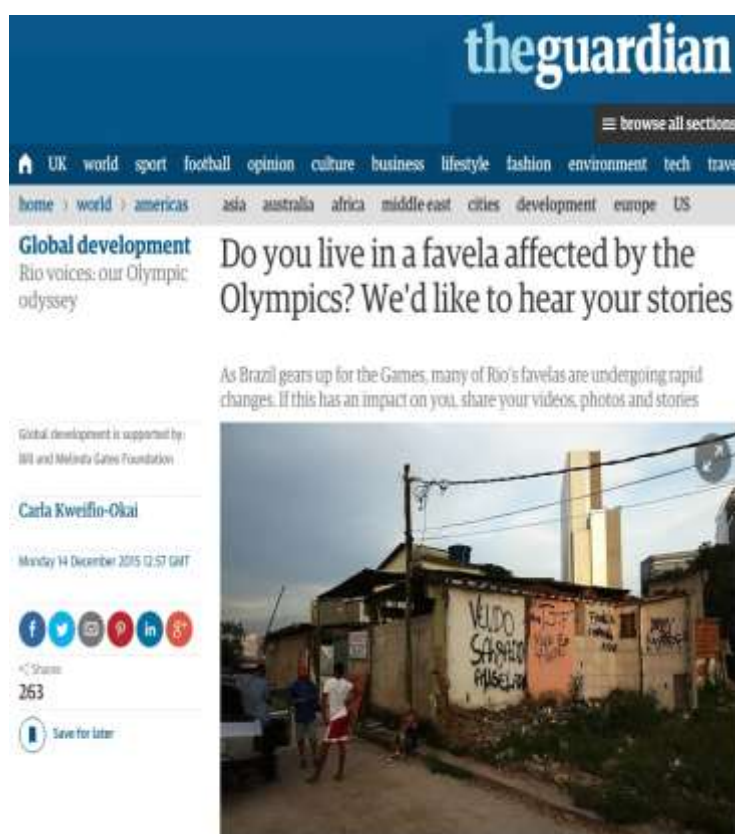 theguardian
browse all sections
UK world sport football opinion culture business lifestyle fashion environment tech trave
home › world › americas asia australia africa middle east cities development europe US
Global development
Rio voices: our Olympic
odyssey
Do you live in a favela affected by the
Olympics? We'd like to hear your stories
As Brazil gears up for the Games, many of Rio's favelas are undergoing rapid
changes. If this has an impact on you, share your videos, photos and stories
Global development is supported by:
Bill and Melinda Gates Foundation
Carla Kweifio-Okai
Monday 14 December 2015 12.57 GMT
Shares
263
Save for later